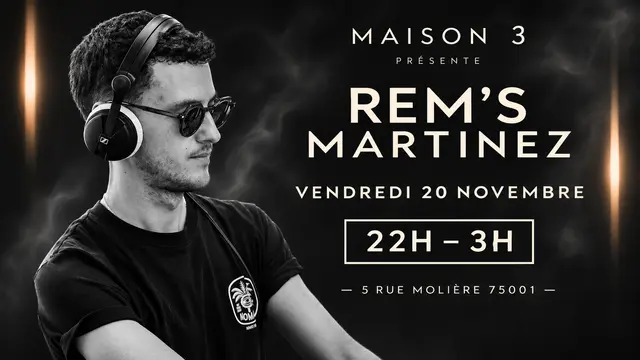 MAISON 3
PRÉSENTE
REM'S
MARTINEZ
VENDREDI 20 NOVEMBRE
22H – 3H
— 5 RUE MOLIÈRE 75001 —